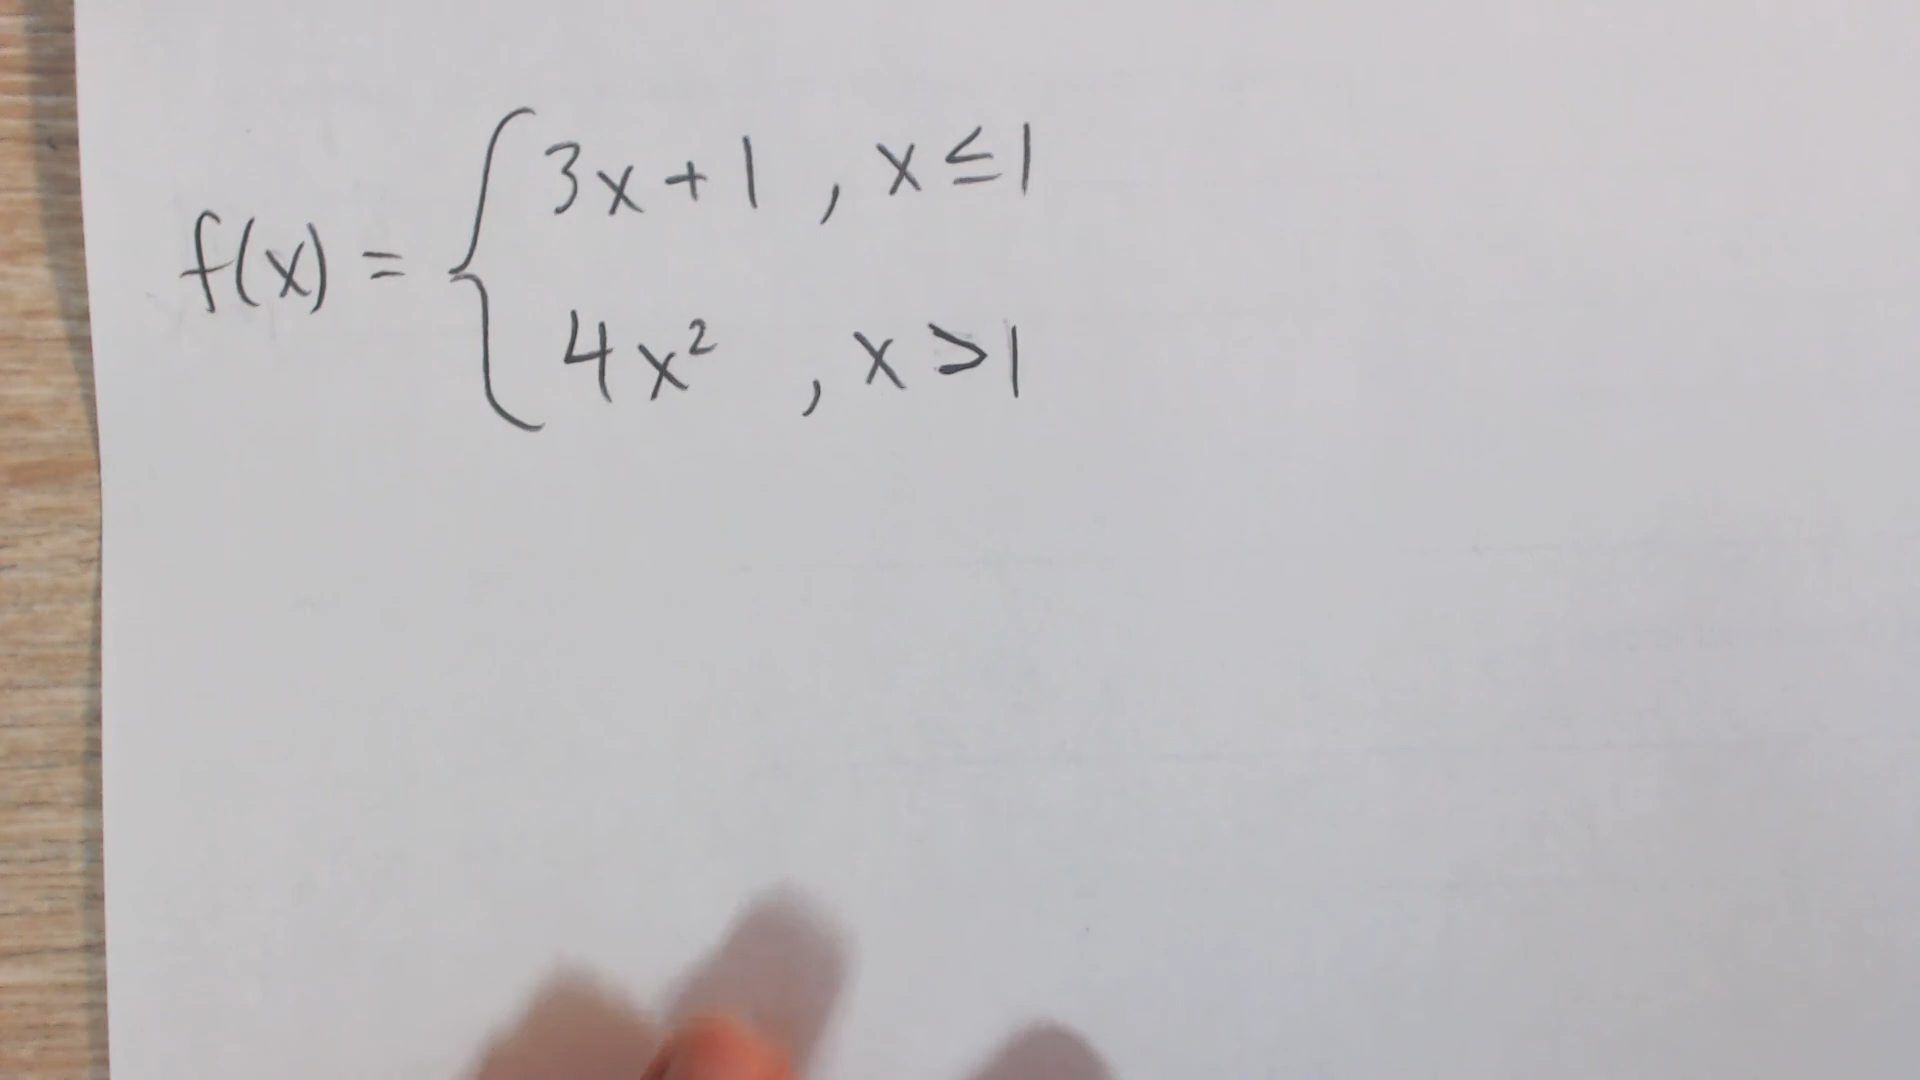 f(x) = { 3x + 1 , x ≤ 1
4x² , x > 1